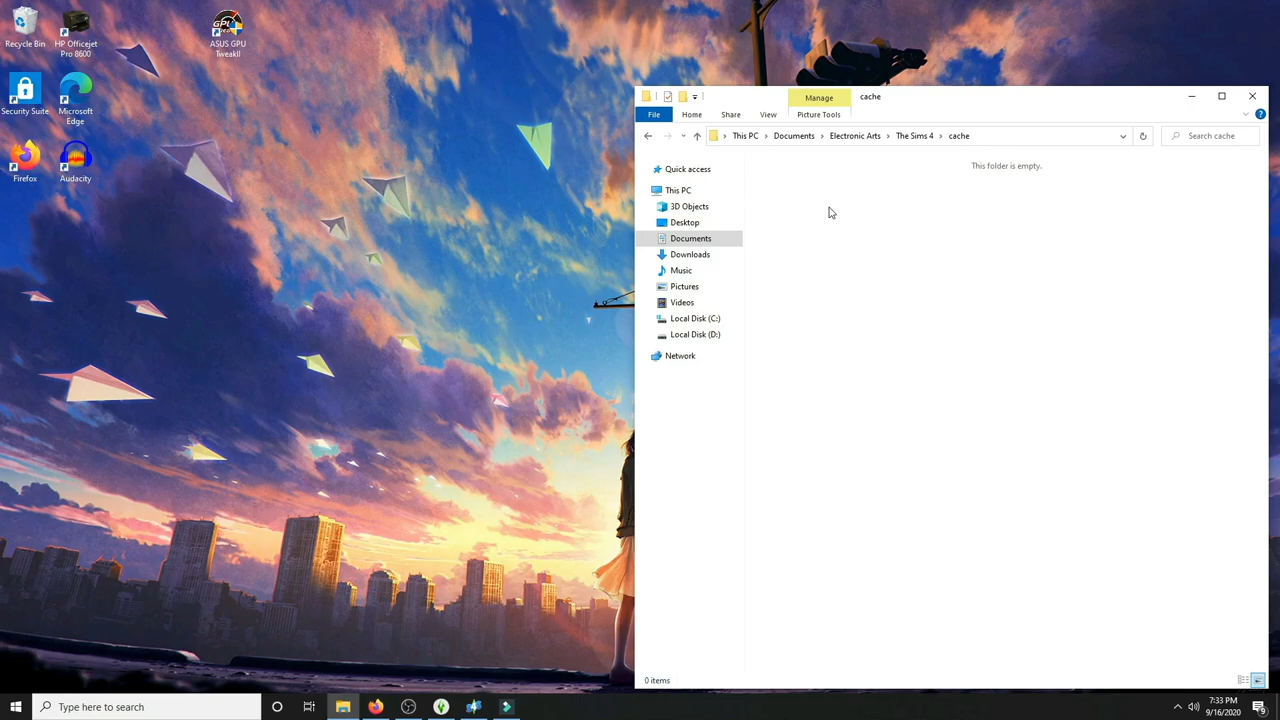 Recycle Bin
HP Officejet
Pro 8600
ASUS GPU
TweakII
Security Suite
Microsoft
Edge
Firefox
Audacity
Manage
cache
File
Home
Share
View
Picture Tools
This PC
Documents
Electronic Arts
The Sims 4
cache
Search cache
This folder is empty.
Quick access
This PC
3D Objects
Desktop
Documents
Downloads
Music
Pictures
Videos
Local Disk (C:)
Local Disk (D:)
Network
0 items
Type here to search
7:33 PM
9/16/2020